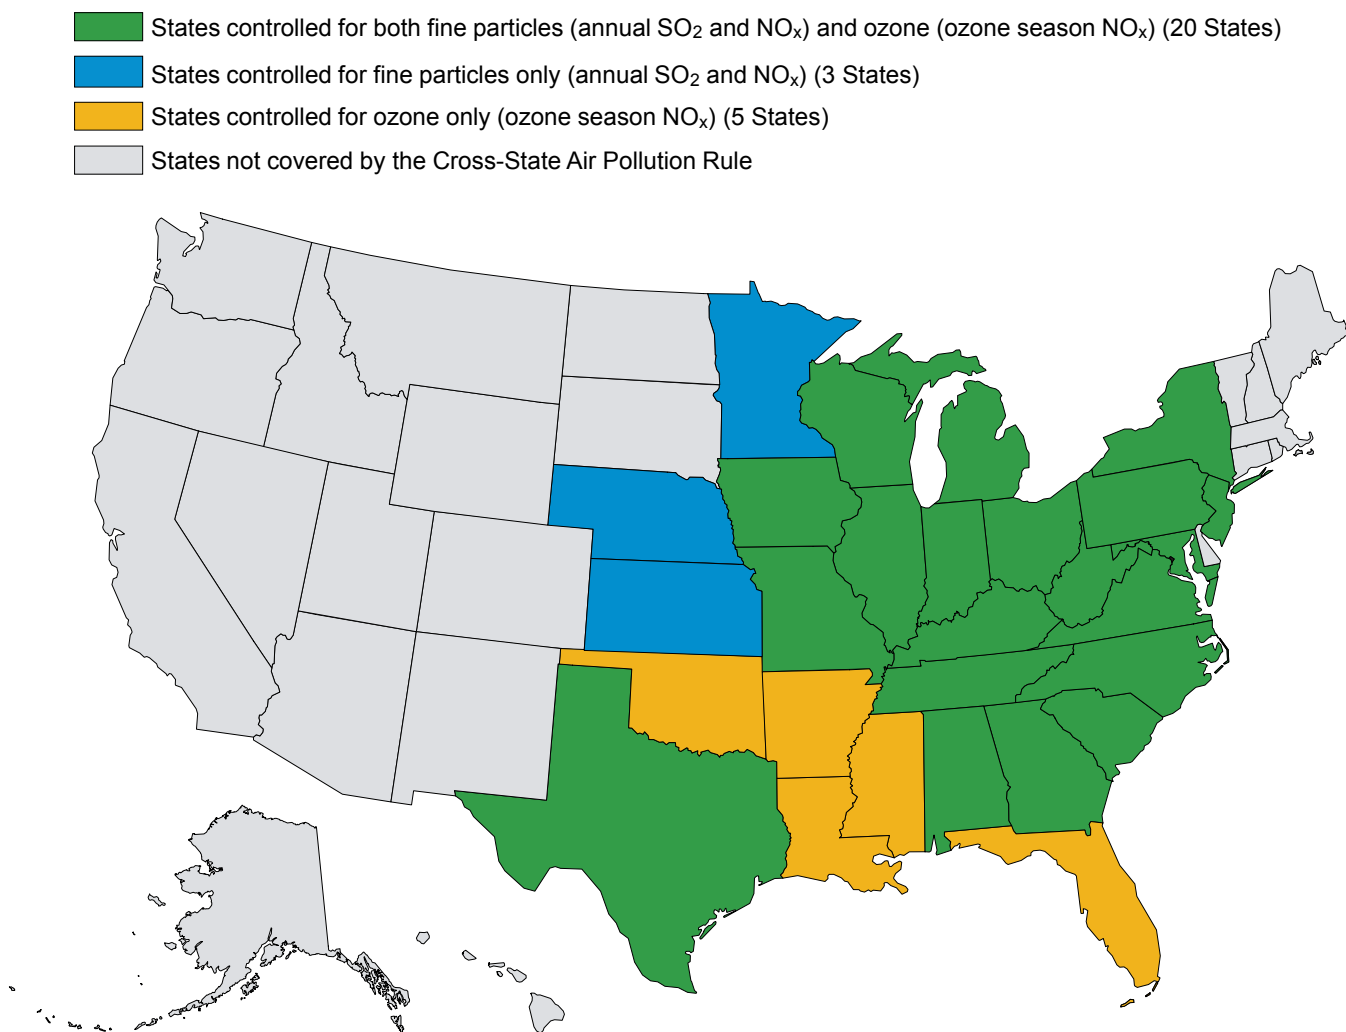 States controlled for both fine particles (annual SO₂ and NOₓ) and ozone (ozone season NOₓ) (20 States)
States controlled for fine particles only (annual SO₂ and NOₓ) (3 States)
States controlled for ozone only (ozone season NOₓ) (5 States)
States not covered by the Cross-State Air Pollution Rule